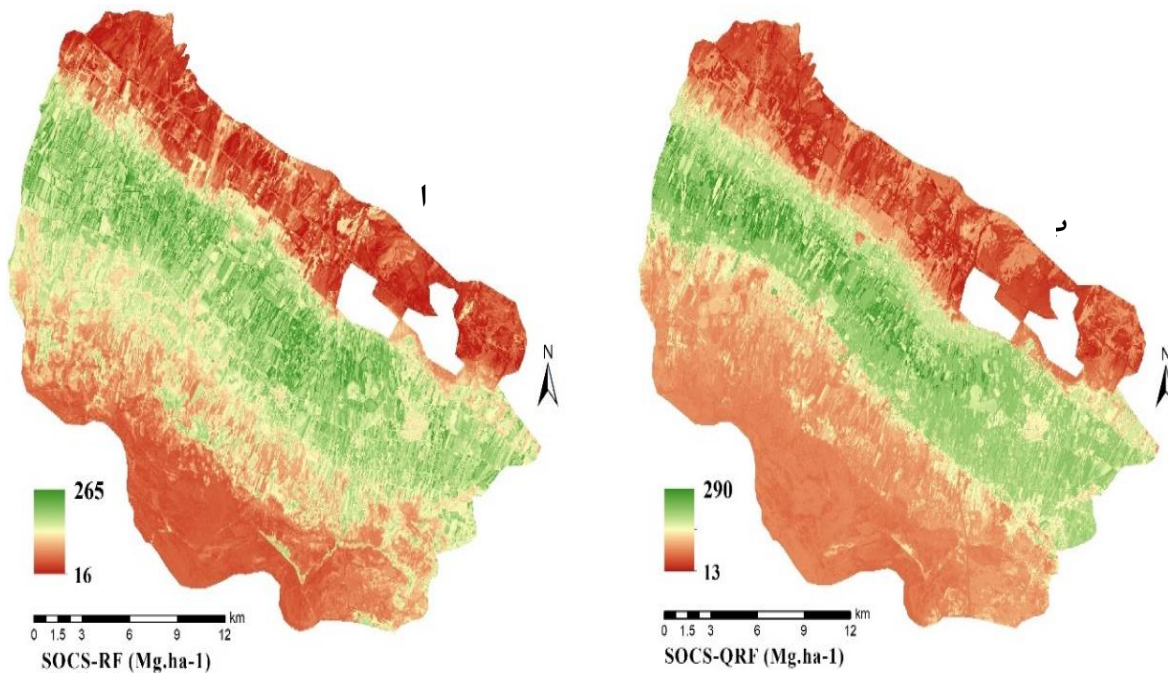 ا
ب
N
N
265
16
290
13
km
0 1.5 3 6 9 12
km
0 1.5 3 6 9 12
SOCS-RF (Mg.ha-1)
SOCS-QRF (Mg.ha-1)